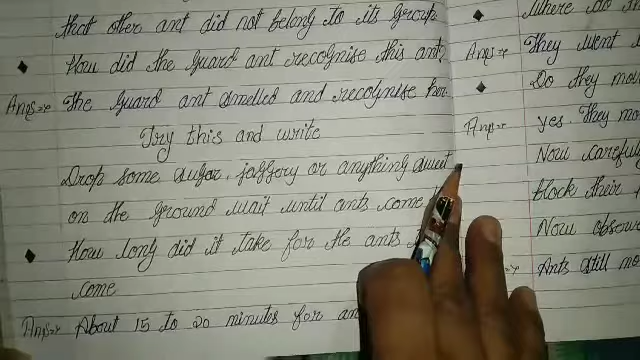 that other ant did not belong to its group
How did the guard ant recognise this ant?
Ans→ The guard ant smelled and recognise her.
Try this and write
Drop some sugar, jaggery or anything sweet
on the ground wait until ants come
How long did it take for the ants
come
Ans→ About 15 to 20 minutes for
Where do
Ans→ They went
Do they mo
Ans→ yes. They mo
Now careful
block their
Now observ
Ants still mo